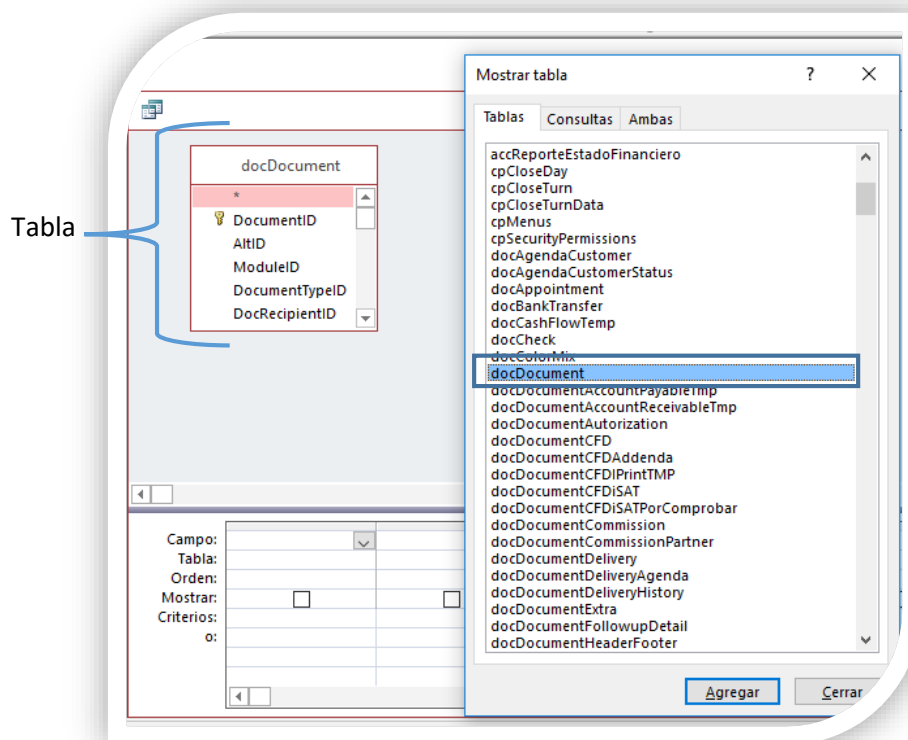 Tabla
docDocument
*
DocumentID
AltID
ModuleID
DocumentTypeID
DocRecipientID
Campo:
Tabla:
Orden:
Mostrar:
Criterios:
o:
Mostrar tabla
?
Tablas Consultas Ambas
accReporteEstadoFinanciero
cpCloseDay
cpCloseTurn
cpCloseTurnData
cpMenus
cpSecurityPermissions
docAgendaCustomer
docAgendaCustomerStatus
docAppointment
docBankTransfer
docCashFlowTemp
docCheck
docColorMix
docDocument
docDocumentAccountPayableTmp
docDocumentAccountReceivableTmp
docDocumentAutorization
docDocumentCFD
docDocumentCFDAddenda
docDocumentCFDIPrintTMP
docDocumentCFDiSAT
docDocumentCFDiSATPorComprobar
docDocumentCommission
docDocumentCommissionPartner
docDocumentDelivery
docDocumentDeliveryAgenda
docDocumentDeliveryHistory
docDocumentExtra
docDocumentFollowupDetail
docDocumentHeaderFooter
Agregar Cerrar